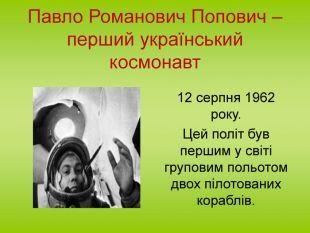 Павло Романович Попович –
перший український
космонавт
12 серпня 1962
року.
Цей політ був
першим у світі
груповим польотом
двох пілотованих
кораблів.